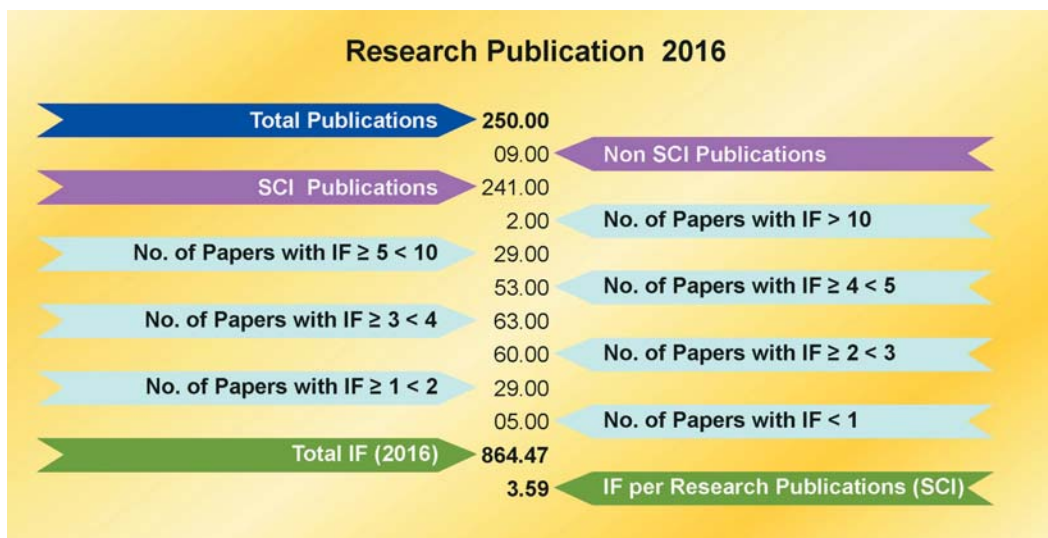 Research Publication 2016
Total Publications 250.00
09.00 Non SCI Publications
SCI Publications 241.00
2.00 No. of Papers with IF > 10
No. of Papers with IF ≥ 5 < 10 29.00
53.00 No. of Papers with IF ≥ 4 < 5
No. of Papers with IF ≥ 3 < 4 63.00
60.00 No. of Papers with IF ≥ 2 < 3
No. of Papers with IF ≥ 1 < 2 29.00
05.00 No. of Papers with IF < 1
Total IF (2016) 864.47
3.59 IF per Research Publications (SCI)